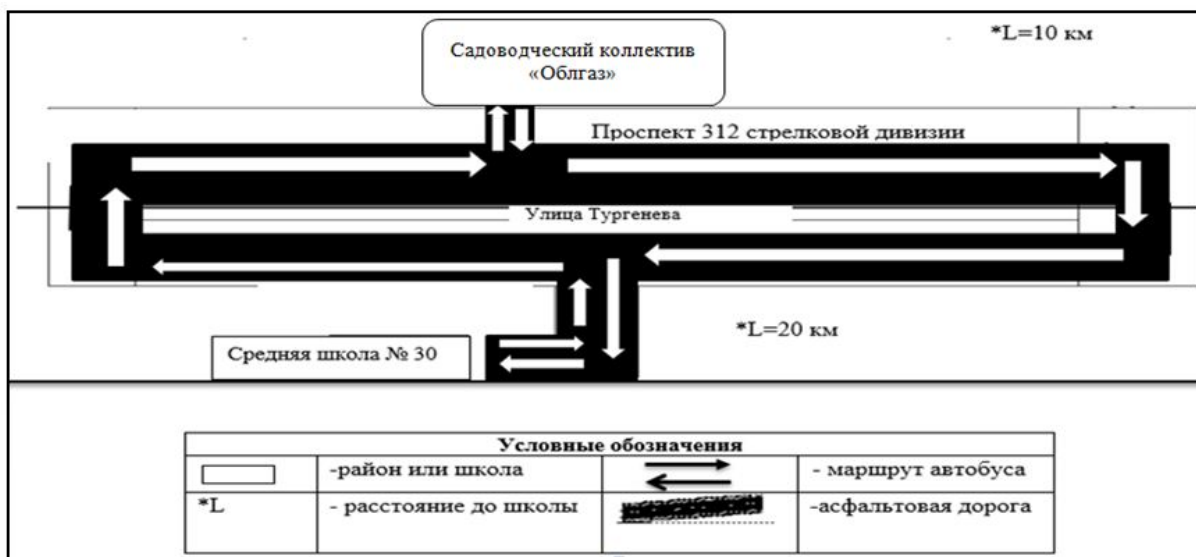 *L=10 км
Садоводческий коллектив
«Облгаз»
Проспект 312 стрелковой дивизии
Улица Тургенева
*L=20 км
Средняя школа № 30
Условные обозначения
-район или школа
- маршрут автобуса
*L
- расстояние до школы
-асфальтовая дорога